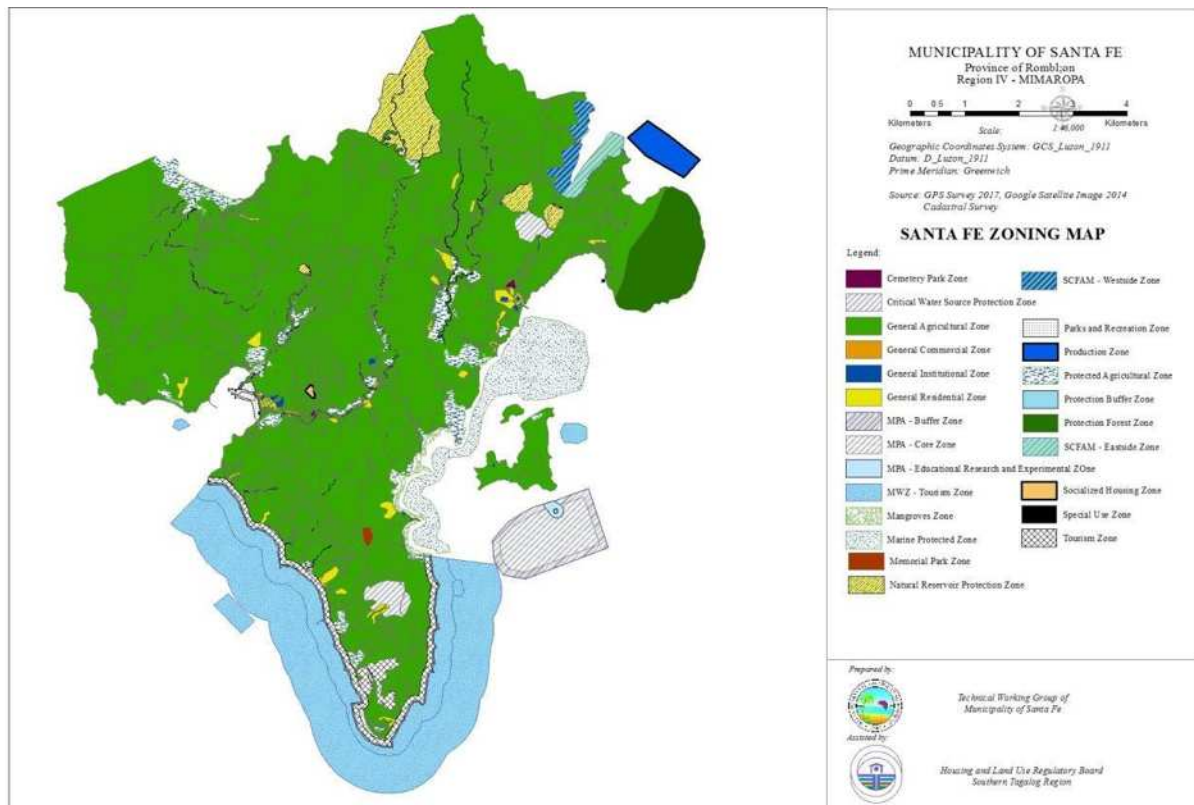 MUNICIPALITY OF SANTA FE
Province of Rombl;on
Region IV - MIMAROPA
0 0.5 1 2 3 4
Kilometers Kilometers
Scale:
Geographic Coordinates System: GCS_Luzon_1911
Datum: D_Luzon_1911
Prime Meridian: Greenwich
Source: GPS Survey 2017, Google Satellite Image 2014
Cadastral Survey
SANTA FE ZONING MAP
Legend:
Cemetery Park Zone
Critical Water Source Protection Zone
General Agricultural Zone
General Commercial Zone
General Institutional Zone
General Residential Zone
MPA - Buffer Zone
MPA - Core Zone
MPA - Educational Research and Experimental ZOne
MWZ - Tourism Zone
Mangroves Zone
Marine Protected Zone
Memorial Park Zone
Natural Reservoir Protection Zone
SCFAM - Westside Zone
Parks and Recreation Zone
Production Zone
Protected Agricultural Zone
Protection Buffer Zone
Protection Forest Zone
SCFAM - Eastside Zone
Socialized Housing Zone
Special Use Zone
Tourism Zone
Prepared by:
Technical Working Group of
Municipality of Santa Fe
Assisted by:
Housing and Land Use Regulatory Board
Southern Tagalog Region